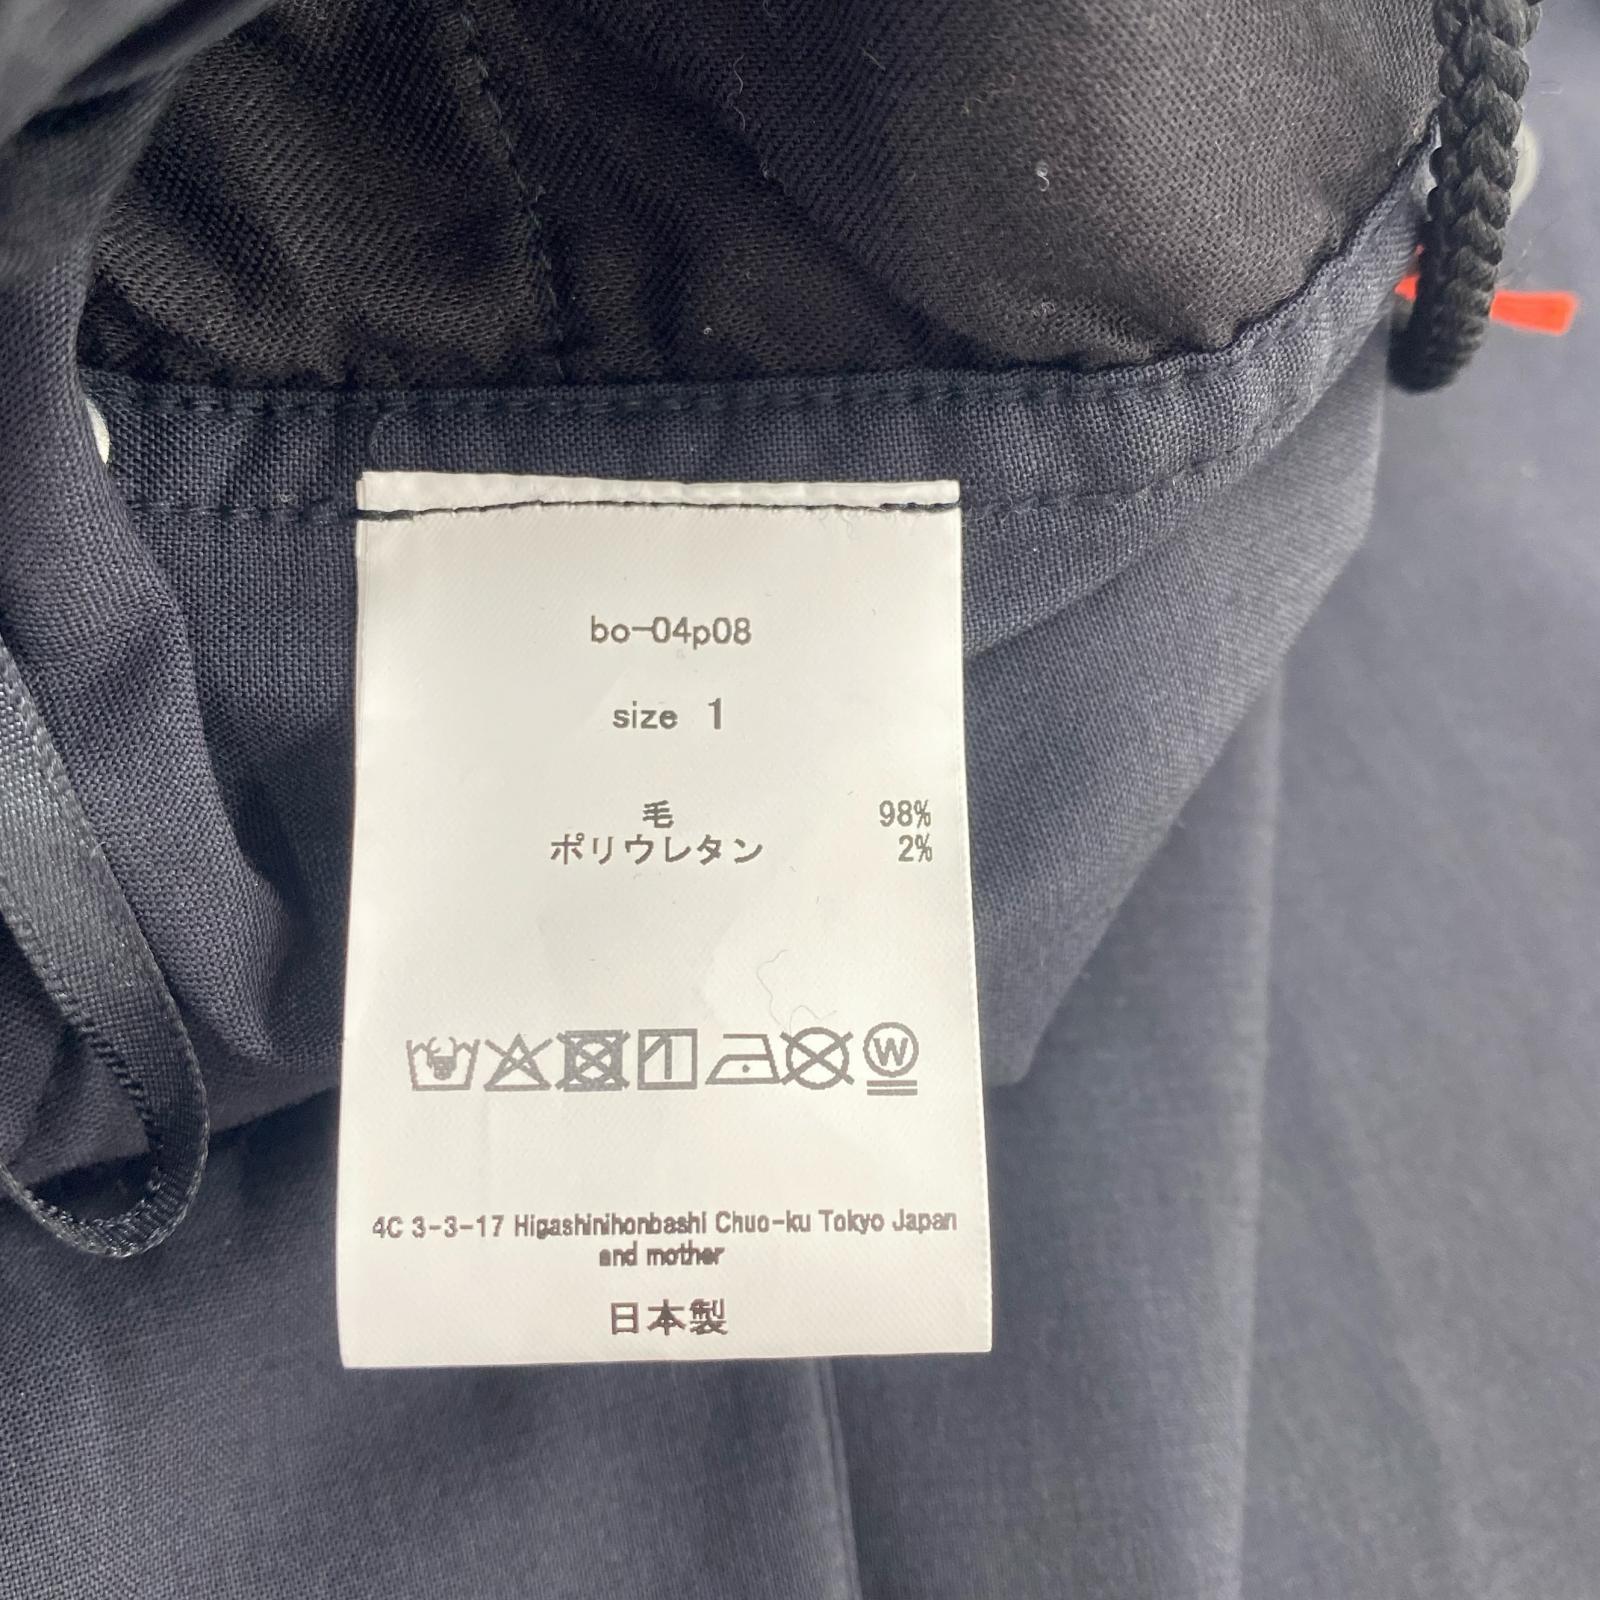 bo-04p08
size 1
毛 98%
ポリウレタン 2%
W
4C 3-3-17 Higashinihonbashi Chuo-ku Tokyo Japan
and mother
日本製